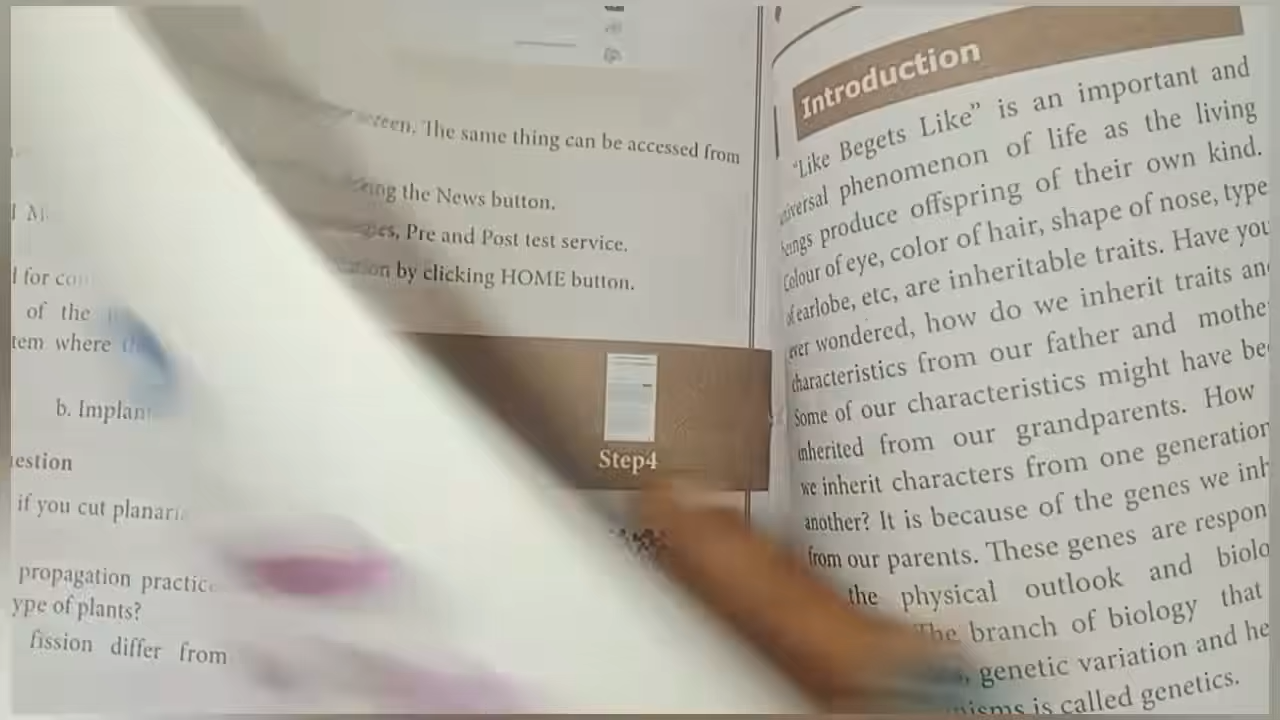 for
of the
tem where
b. Implan
estion
if you cut planaria
propagation practic
ype of plants?
fission differ from
screen. The same thing can be accessed from
king the News button.
Pre and Post test service.
by clicking HOME button.
Step4
Introduction
"Like Begets Like" is an important and
universal phenomenon of life as the living
beings produce offspring of their own kind.
Colour of eye, color of hair, shape of nose, type
of earlobe, etc, are inheritable traits. Have you
ever wondered, how do we inherit traits and
characteristics from our father and mothe
Some of our characteristics might have be
inherited from our grandparents. How
we inherit characters from one generation
another? It is because of the genes we inh
from our parents. These genes are respon
the physical outlook and biolo
The branch of biology that
genetic variation and he
nisms is called genetics.